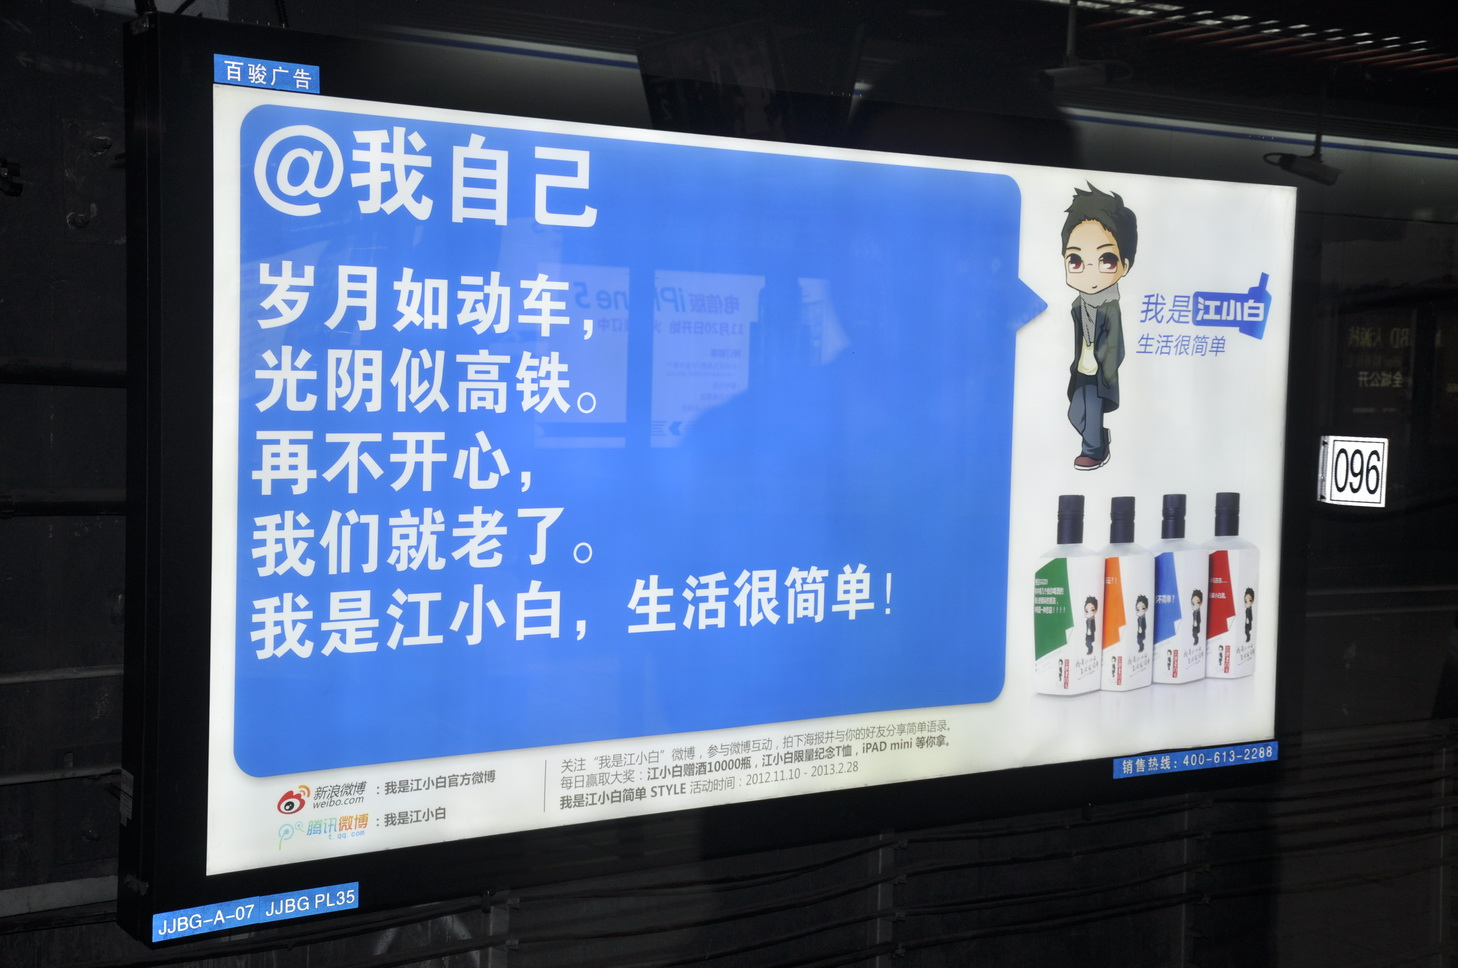 百骏广告
@我自己
岁月如动车，
光阴似高铁。
再不开心，
我们就老了。
我是江小白，生活很简单！
我是江小白
生活很简单
096
新浪微博
weibo.com
：我是江小白官方微博
腾讯微博
t.qq.com
：我是江小白
关注“我是江小白”微博，参与微博互动，拍下海报并与你的好友分享简单语录。
每日赢取大奖：江小白赠酒10000瓶，江小白限量纪念T恤，iPAD mini 等你拿。
我是江小白简单 STYLE 活动时间：2012.11.10 - 2013.2.28
销售热线：400-613-2288
JJBG-A-07 JJBG PL35